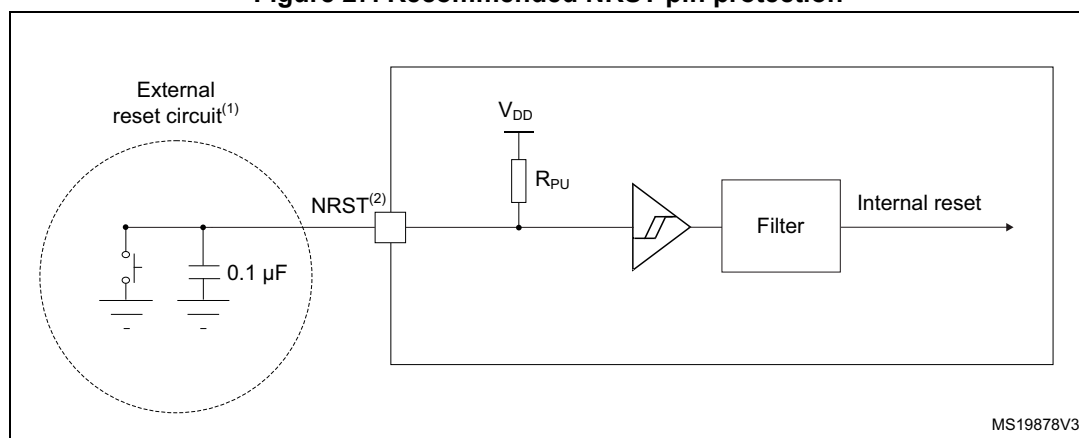 Figure 27. Recommended NRST pin protection
External
reset circuit(1)
VDD
RPU
NRST(2)
0.1 µF
Filter
Internal reset
MS19878V3